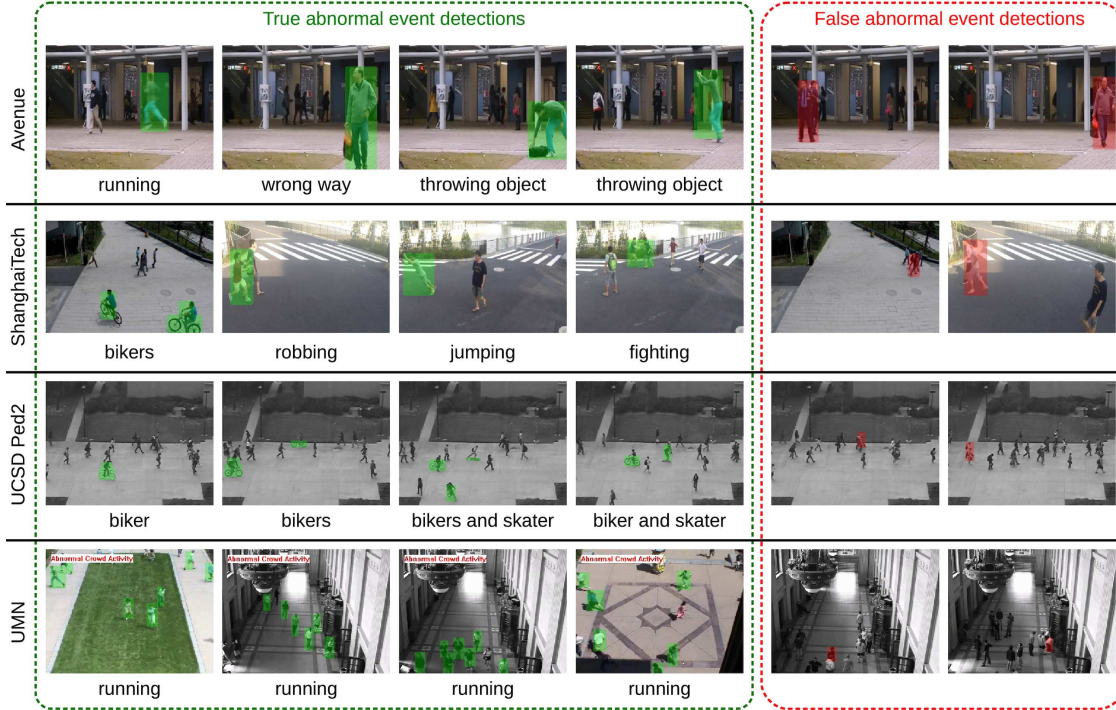 True abnormal event detections
False abnormal event detections
Avenue
running
wrong way
throwing object
throwing object
ShanghaiTech
bikers
robbing
jumping
fighting
UCSD Ped2
biker
bikers
bikers and skater
biker and skater
UMN
Abnormal Crowd Activity
Abnormal Crowd Activity
Abnormal Crowd Activity
Abnormal Crowd Activity
running
running
running
running